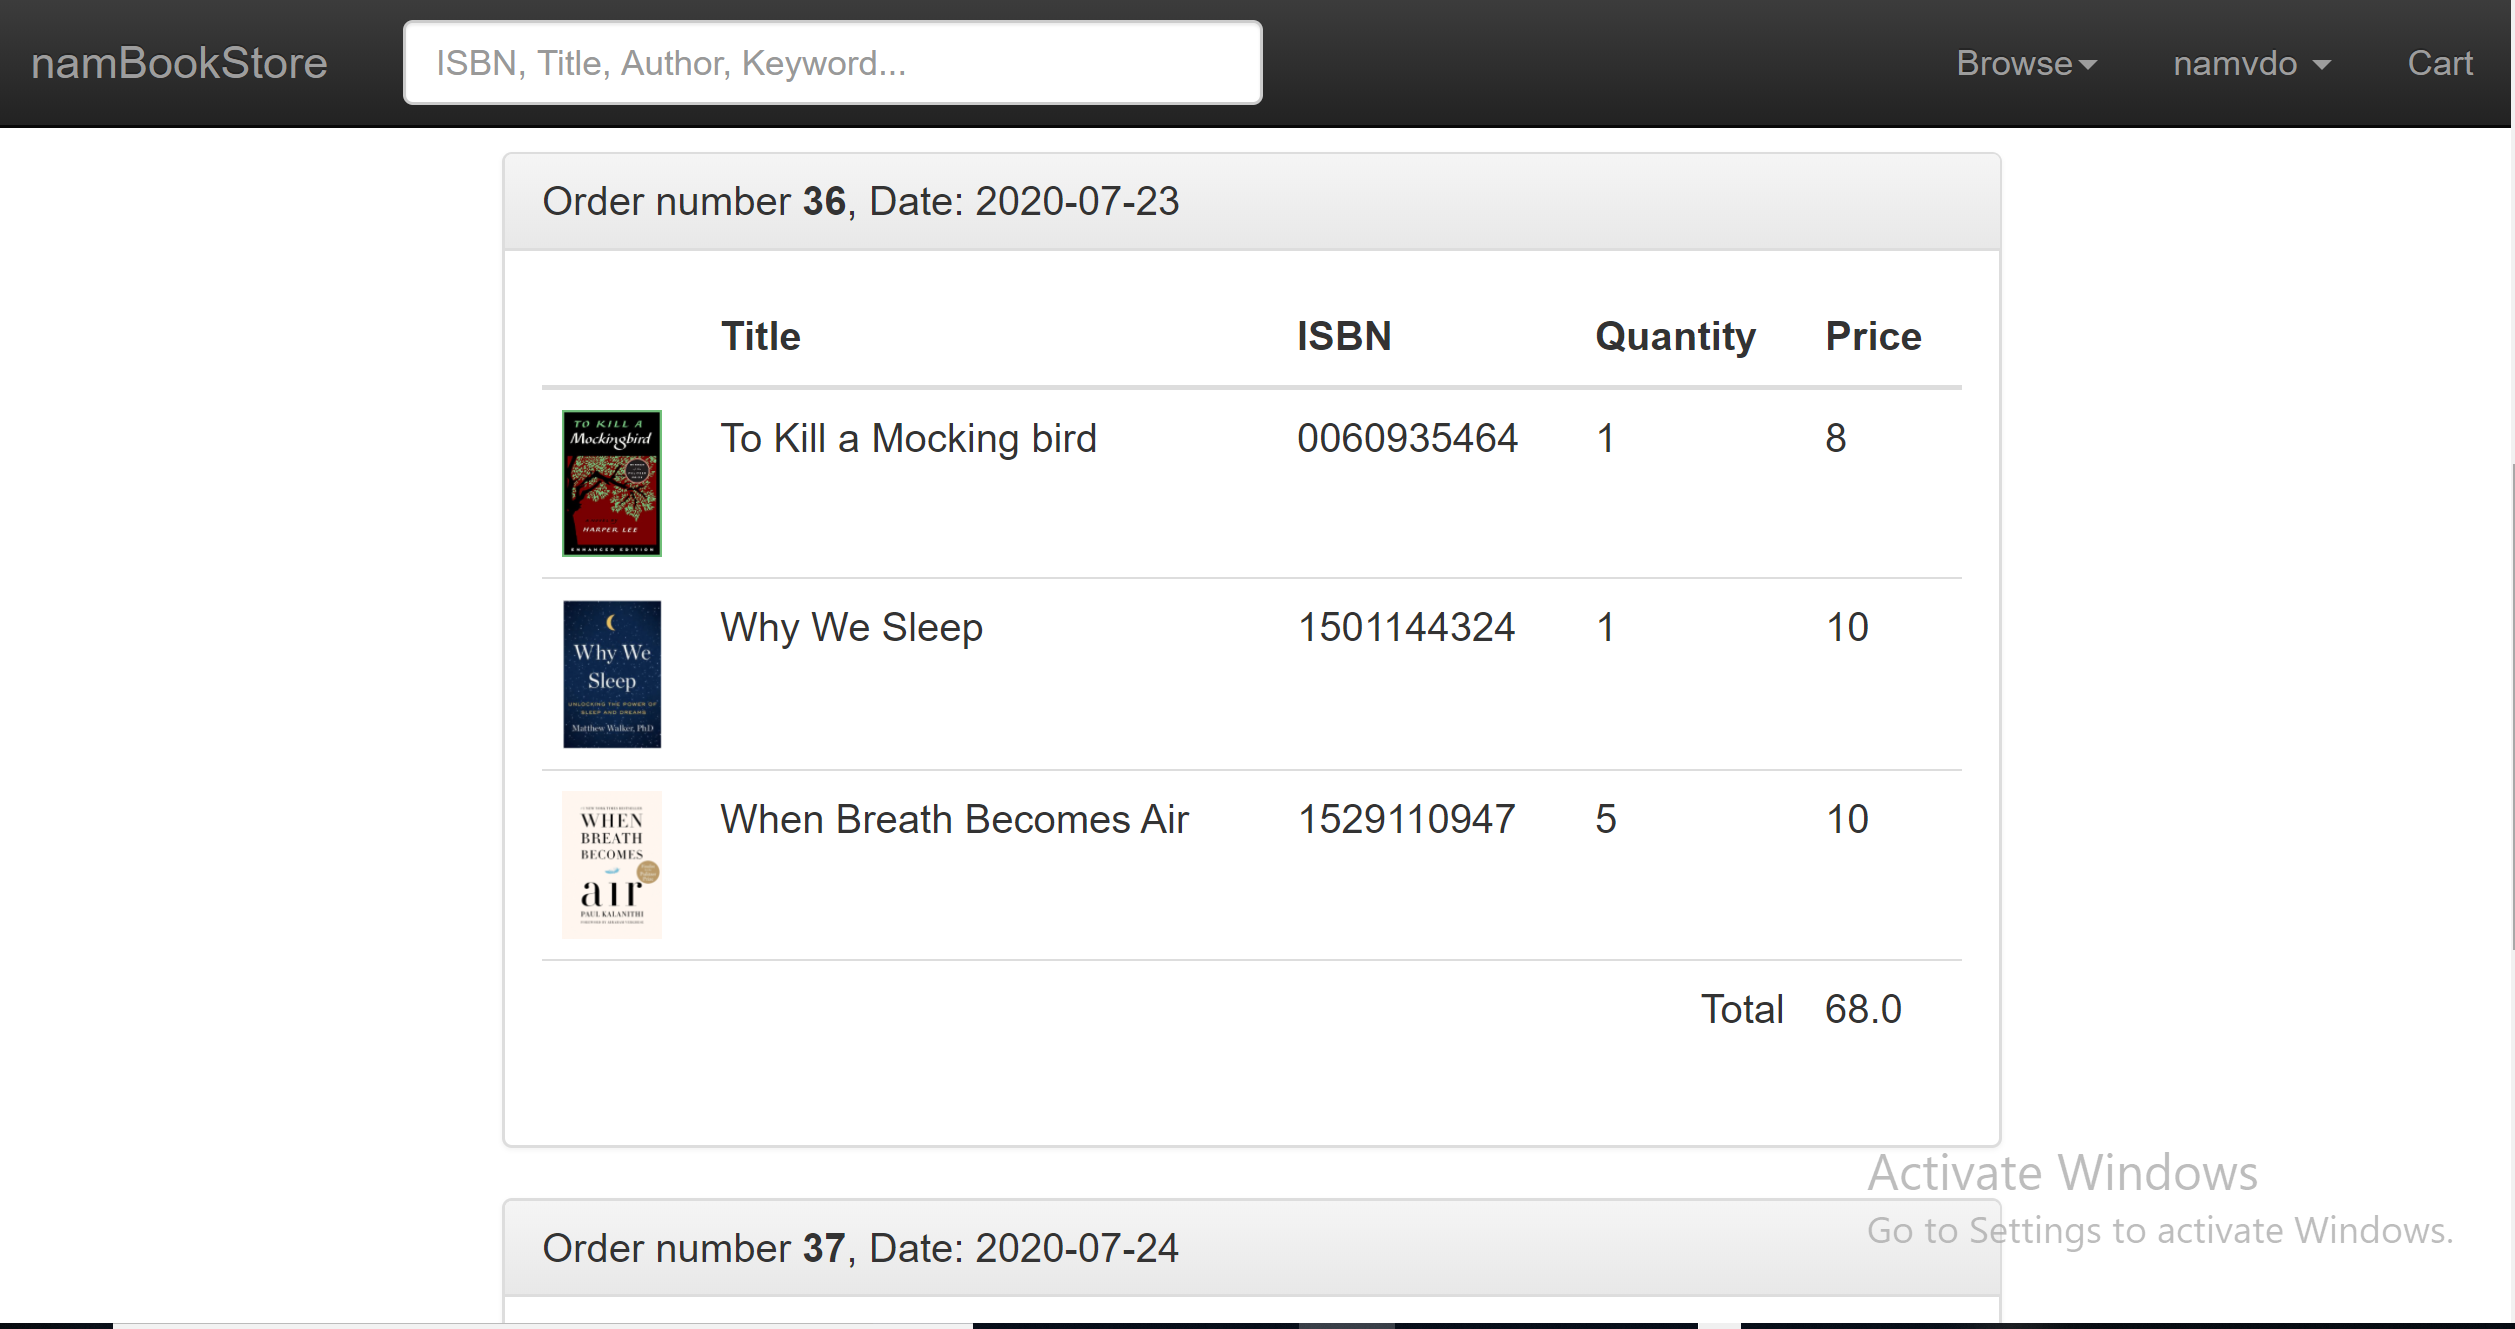 namBookStore ISBN, Title, Author, Keyword... Browse namvdo Cart
Order number 36, Date: 2020-07-23
Title ISBN Quantity Price
TO KILL A
Mockingbird
HARPER LEE
ENHANCED EDITION
To Kill a Mocking bird 0060935464 1 8
Why We
Sleep
UNLOCKING THE POWER OF
SLEEP AND DREAMS
Matthew Walker, PhD
Why We Sleep 1501144324 1 10
WHEN
BREATH
BECOMES
air
PAUL KALANITHI
When Breath Becomes Air 1529110947 5 10
Total 68.0
Activate Windows
Go to Settings to activate Windows.
Order number 37, Date: 2020-07-24